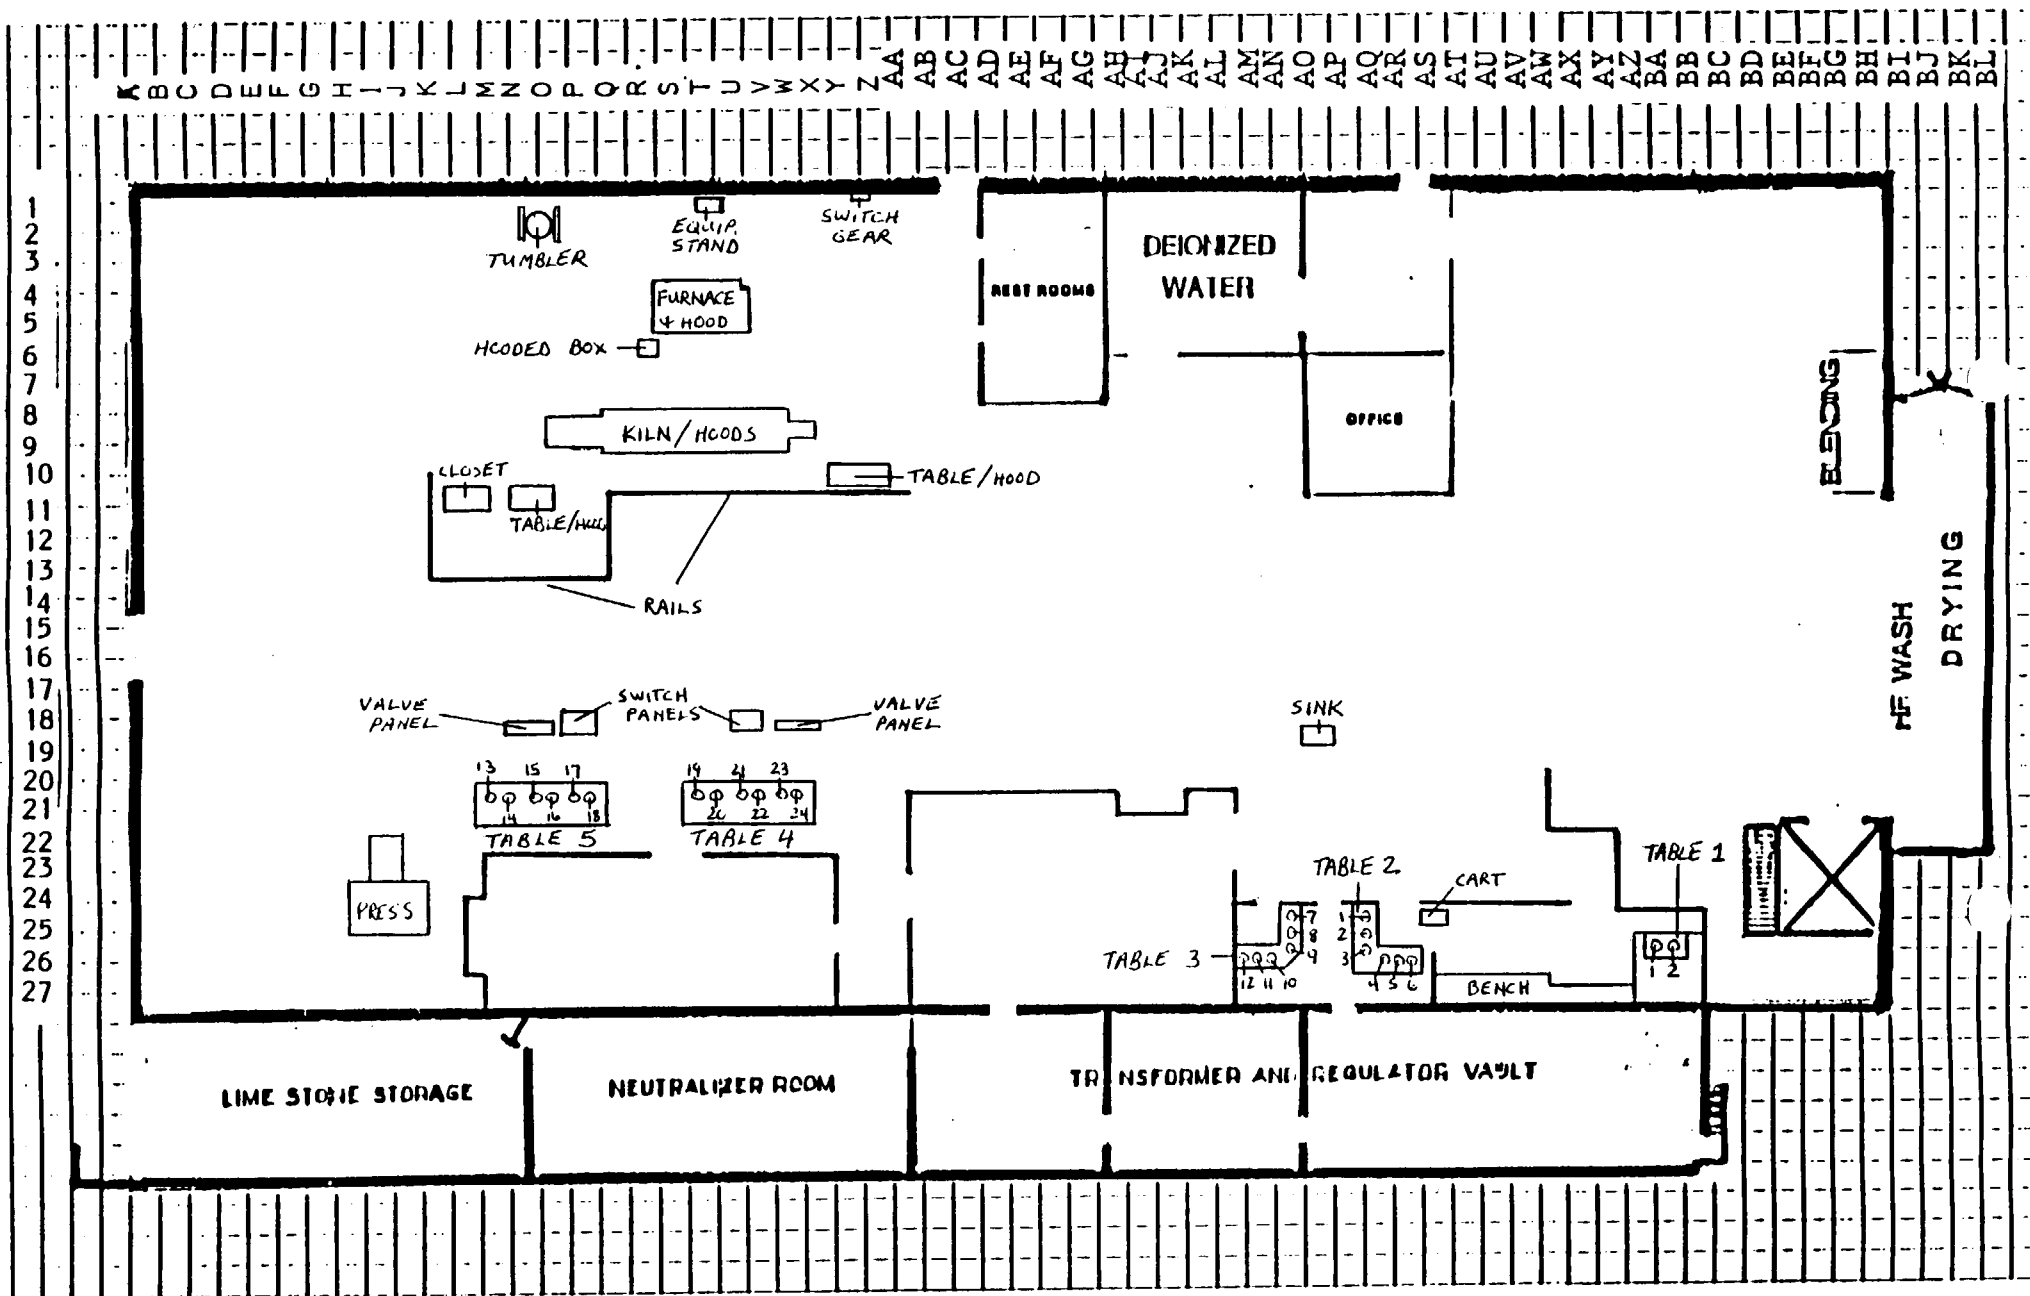 A B C D E F G H I J K L M N O P Q R S T U V W X Y Z AA AB AC AD AE AF AG AH AI AJ AK AL AM AN AO AP AQ AR AS AT AU AV AW AX AY AZ BA BB BC BD BE BF BG BH BI BJ BK BL
1
2
3
4
5
6
7
8
9
10
11
12
13
14
15
16
17
18
19
20
21
22
23
24
25
26
27
TUMBLER
EQUIP.
STAND
SWITCH
GEAR
FURNACE
& HOOD
HOODED BOX
REST ROOMS
DEIONIZED
WATER
OFFICE
BLENDING
KILN/HOODS
CLOSET
TABLE/HOOD
TABLE/
RAILS
HF WASH
DRYING
VALVE
PANEL
SWITCH
PANELS
VALVE
PANEL
SINK
13 15 17
14 16 18
TABLE 5
19 21 23
20 22 24
TABLE 4
PRESS
TABLE 2
CART
TABLE 1
7
8
9
TABLE 3
12 11 10
1
2
3
4 5 6
BENCH
1 2
LIME STONE STORAGE
NEUTRALIZER ROOM
TRANSFORMER AND REGULATOR VAULT